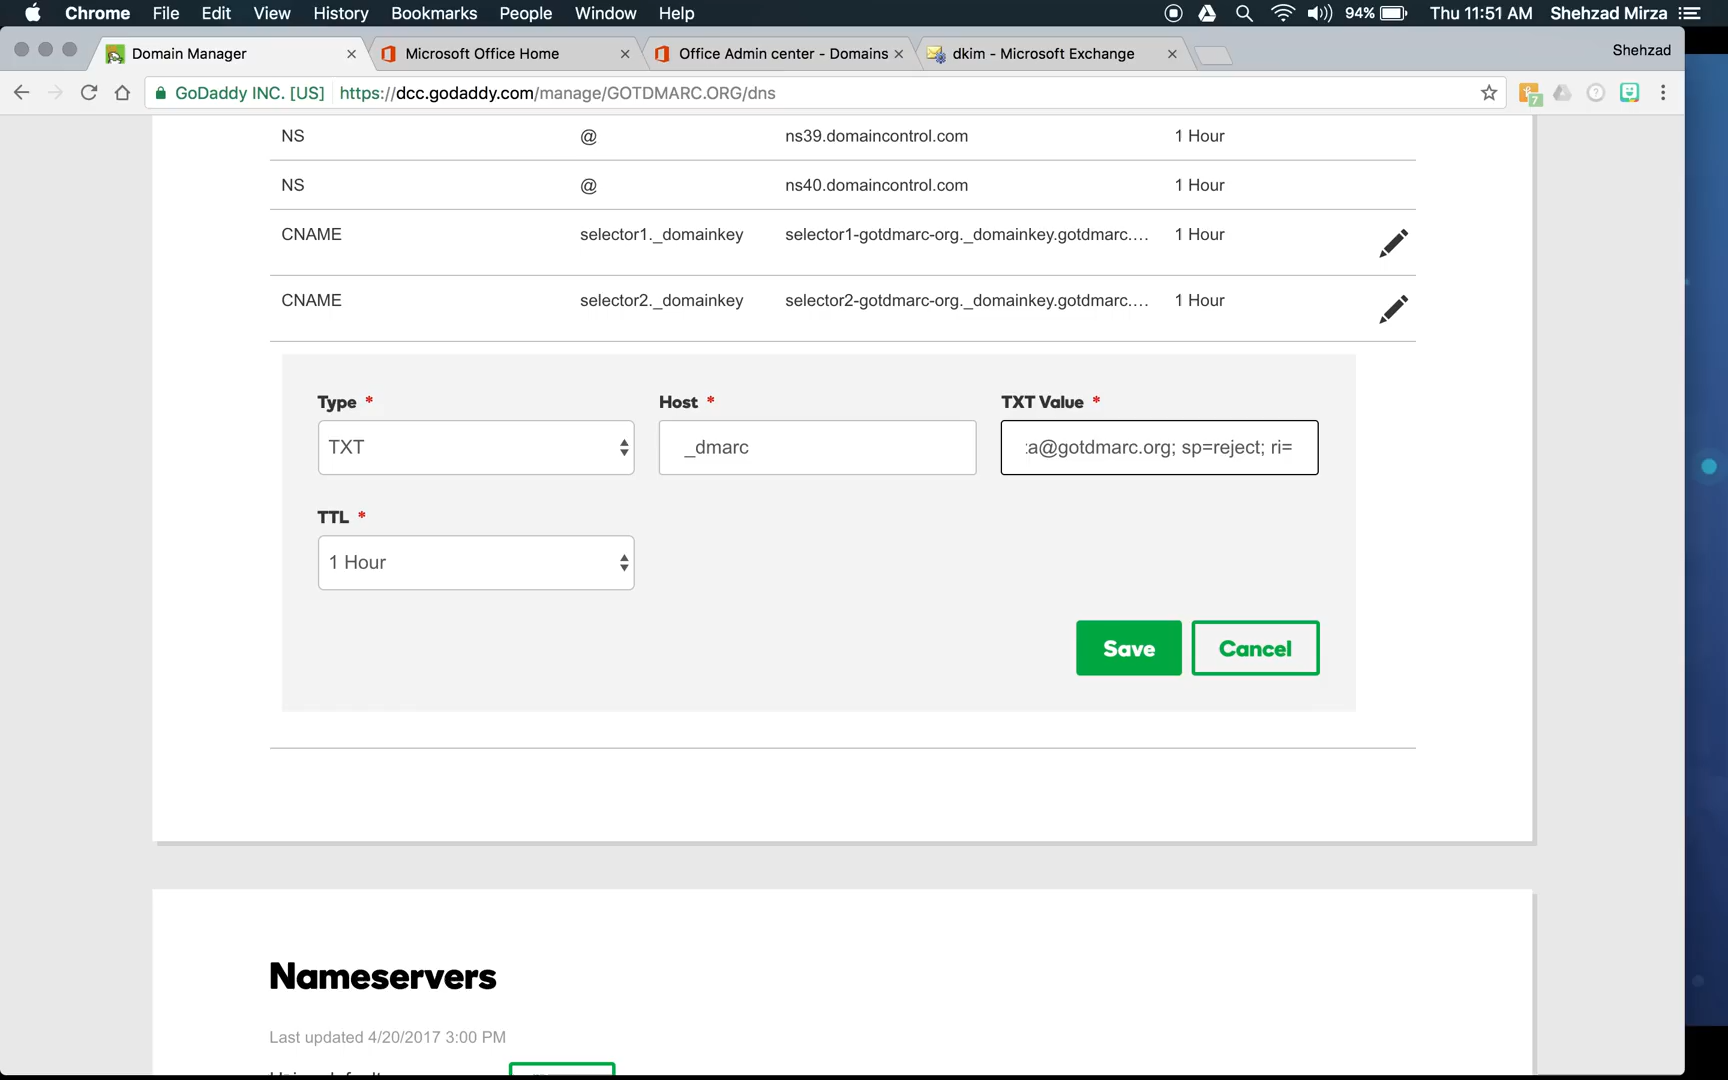 Chrome File Edit View History Bookmarks People Window Help 94% Thu 11:51 AM Shehzad Mirza
Domain Manager Microsoft Office Home Office Admin center - Domains dkim - Microsoft Exchange Shehzad
GoDaddy INC. [US] https://dcc.godaddy.com/manage/GOTDMARC.ORG/dns 7
NS @ ns39.domaincontrol.com 1 Hour
NS @ ns40.domaincontrol.com 1 Hour
CNAME selector1._domainkey selector1-gotdmarc-org._domainkey.gotdmarc.… 1 Hour
CNAME selector2._domainkey selector2-gotdmarc-org._domainkey.gotdmarc.… 1 Hour
Type * Host * TXT Value *
TXT _dmarc a@gotdmarc.org; sp=reject; ri=
TTL *
1 Hour
Save Cancel
Nameservers
Last updated 4/20/2017 3:00 PM